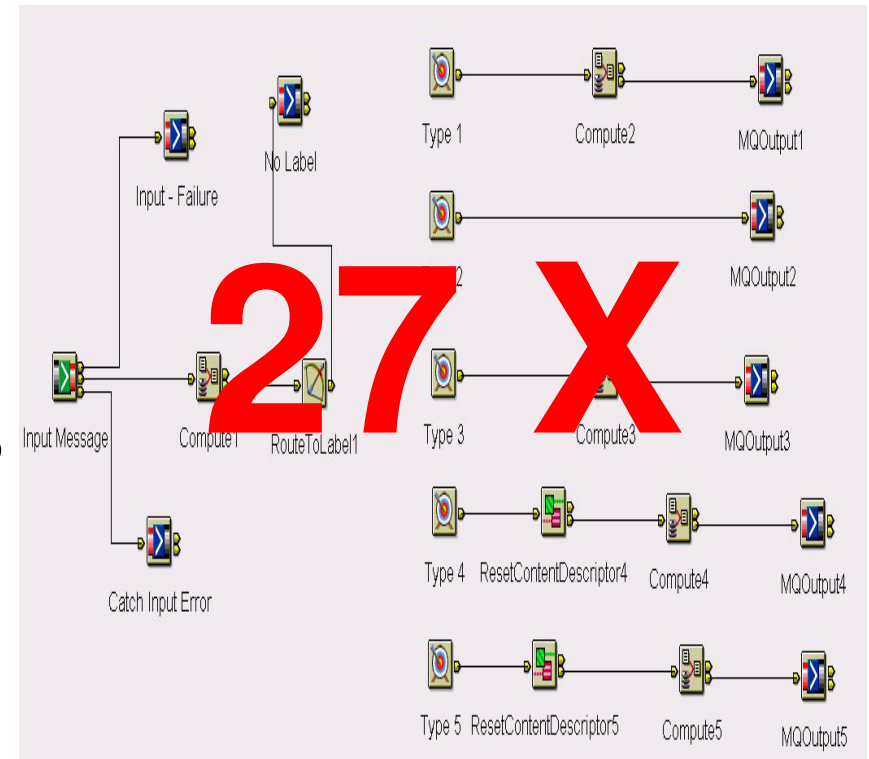 No Label
Input - Failure
Input Message
Compute1
RouteToLabel1
Catch Input Error
27 X
Type 1
Compute2
MQOutput1
2
MQOutput2
Type 3
Compute3
MQOutput3
Type 4
ResetContentDescriptor4
Compute4
MQOutput4
Type 5
ResetContentDescriptor5
Compute5
MQOutput5